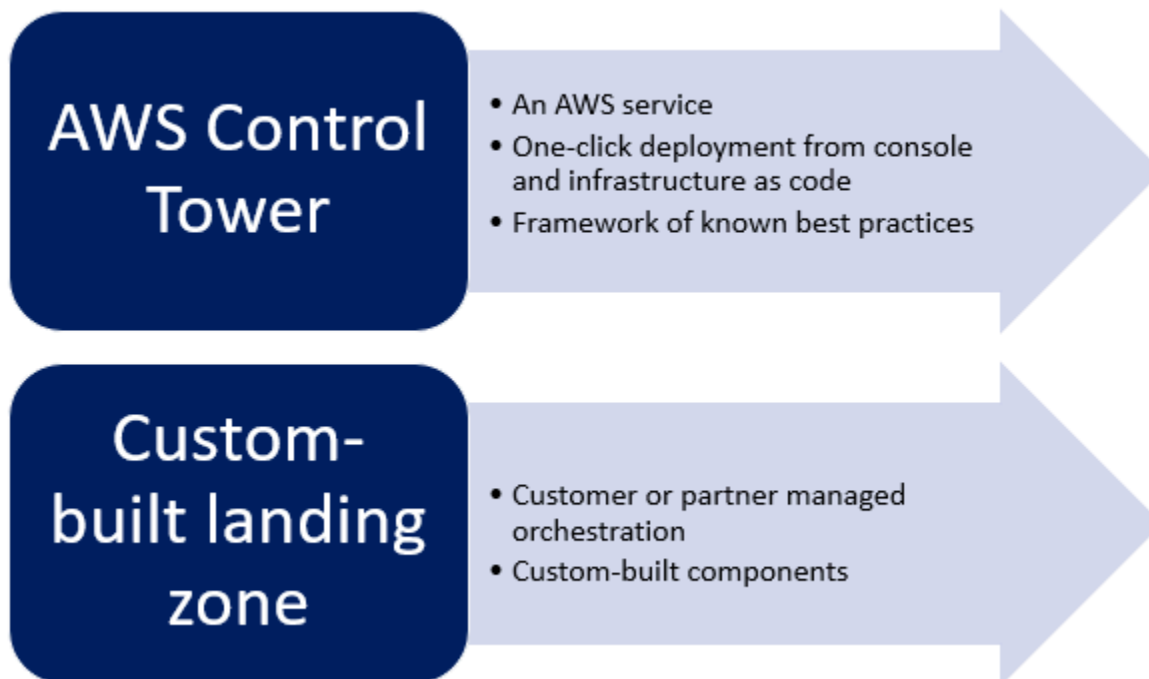 AWS Control
Tower
• An AWS service
• One-click deployment from console
and infrastructure as code
• Framework of known best practices
Custom-
built landing
zone
• Customer or partner managed
orchestration
• Custom-built components